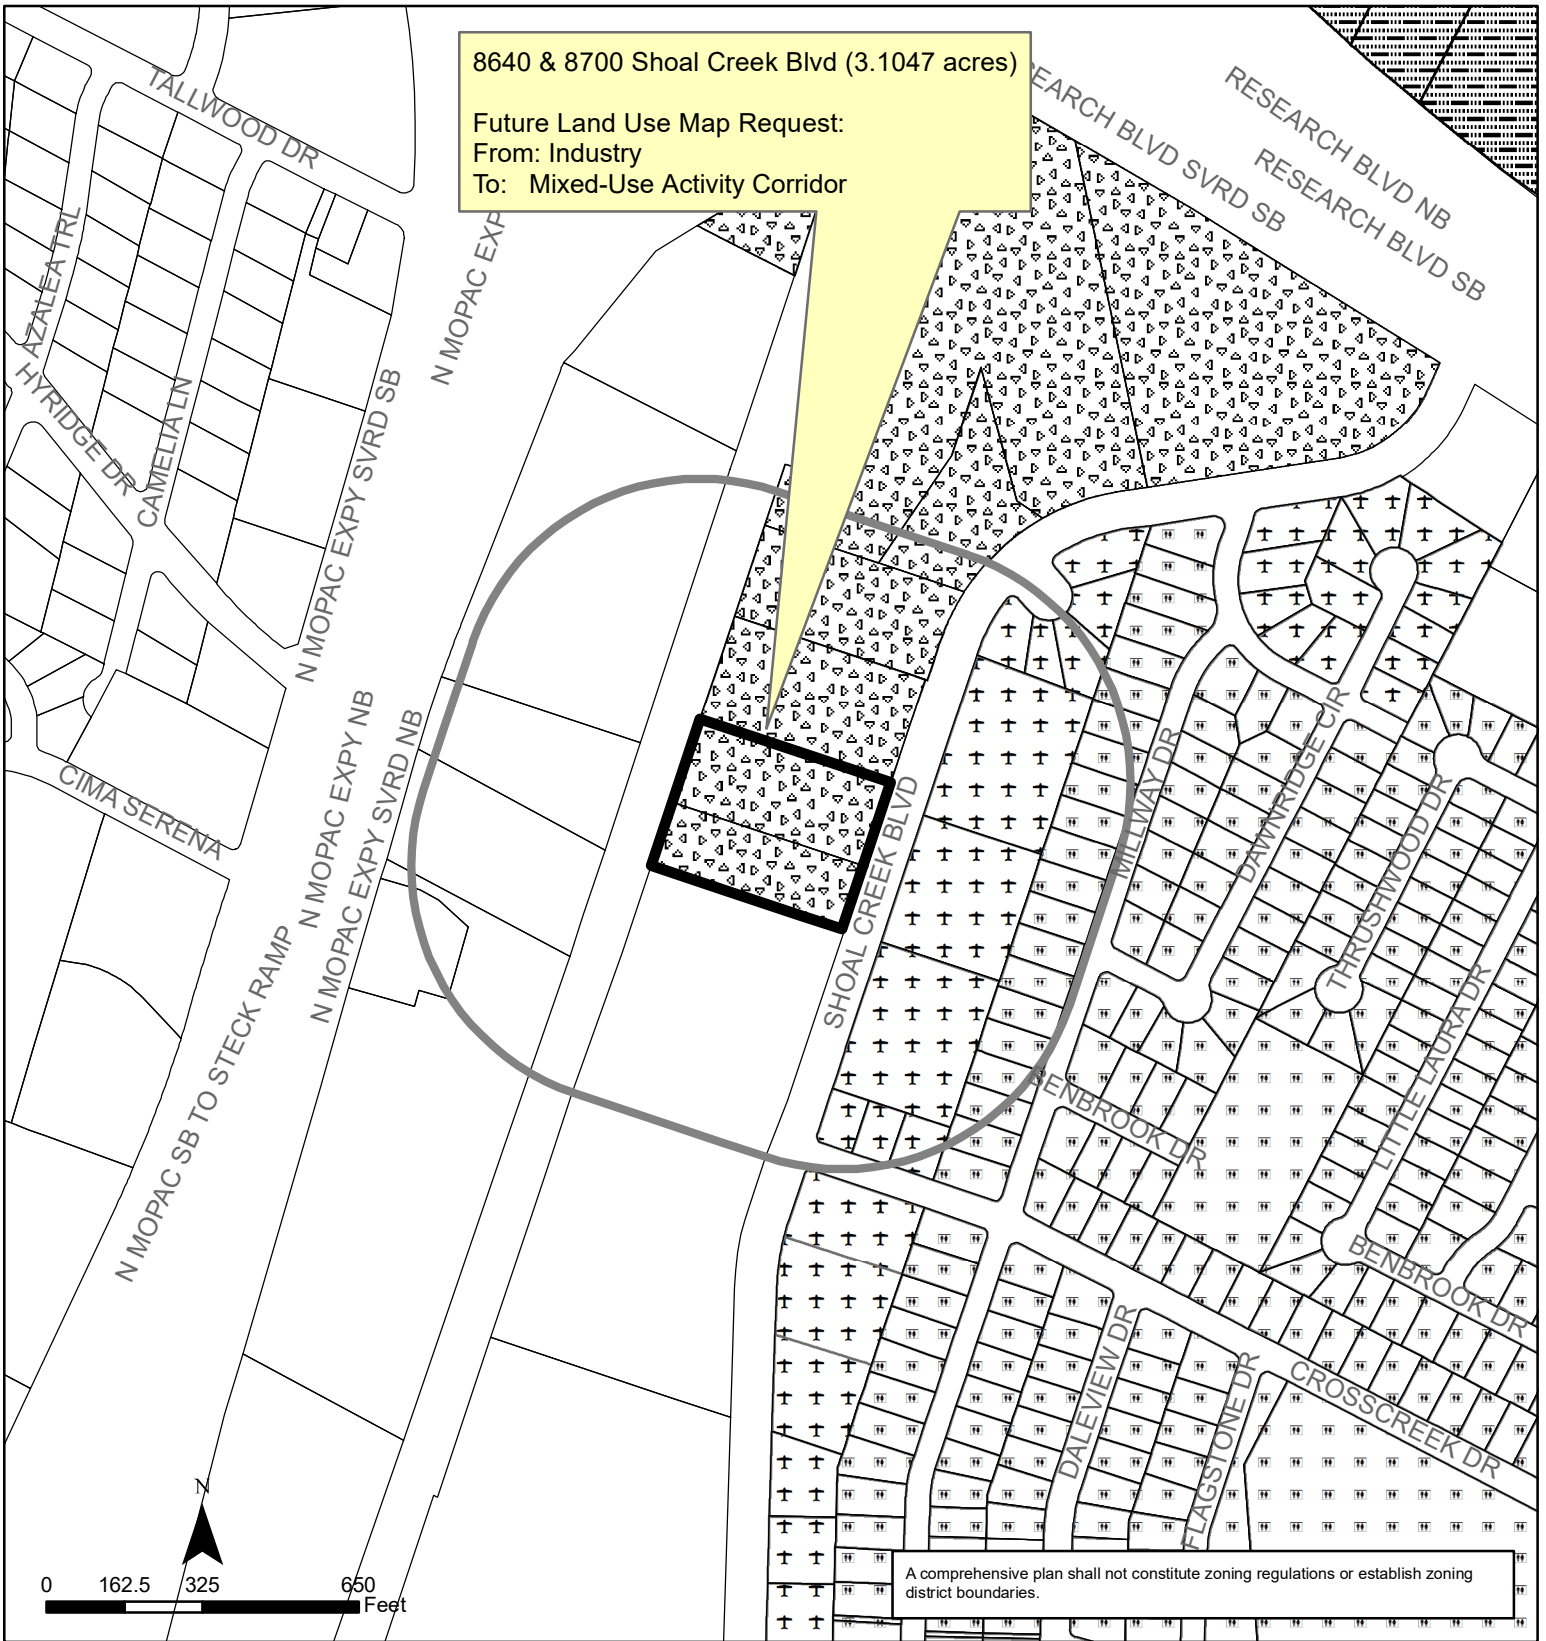 8640 & 8700 Shoal Creek Blvd (3.1047 acres)
Future Land Use Map Request:
From: Industry
To: Mixed-Use Activity Corridor
TALLWOOD DR
RESEARCH BLVD NB
RESEARCH BLVD SB
EARCH BLVD SVRD SB
AZALEA TRL
N MOPAC EXP
HYRIDGE DR
CAMELIA LN
N MOPAC EXPY SVRD SB
N MOPAC EXPY NB
N MOPAC EXPY SVRD NB
CIMA SERENA
SHOAL CREEK BLVD
MILLWAY DR
DAWNRIDGE CIR
THRUSHWOOD DR
LITTLE LAURA DR
N MOPAC SB TO STECK RAMP
BENBROOK DR
BENBROOK DR
DALEVIEW DR
FLAGSTONE DR
CROSSCREEK DR
N
0 162.5 325 650
Feet
A comprehensive plan shall not constitute zoning regulations or establish zoning
district boundaries.